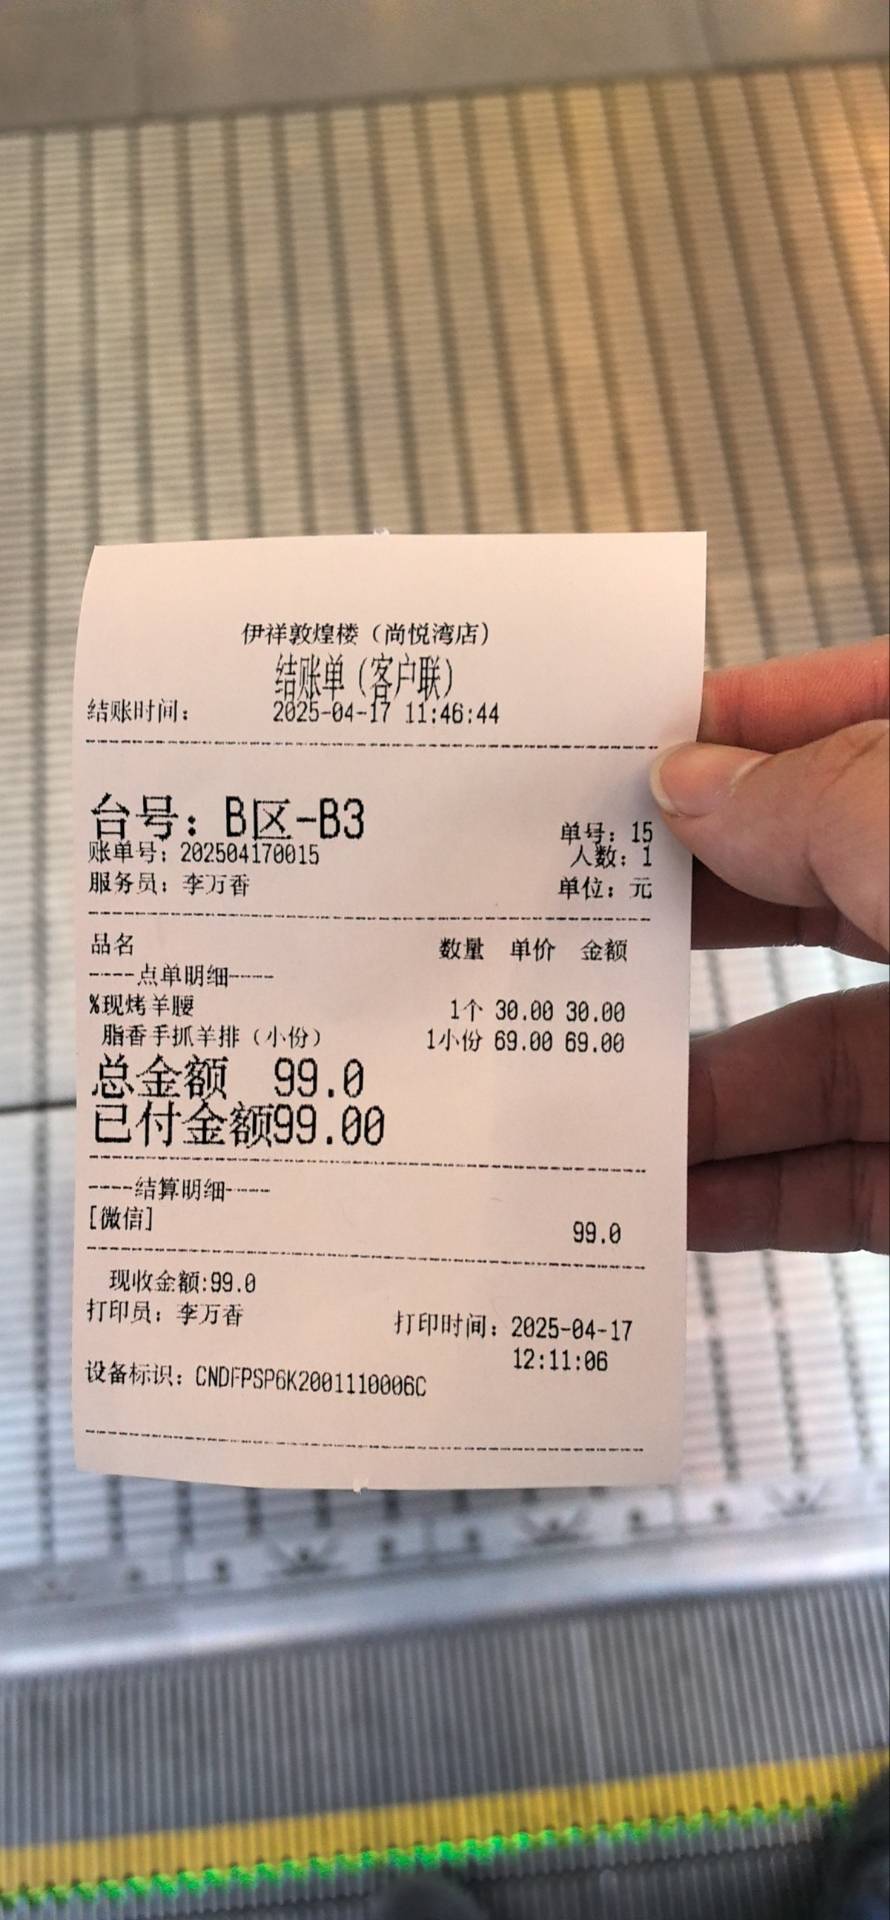 伊祥敦煌楼（尚悦湾店）
结账单（客户联）
结账时间： 2025-04-17 11:46:44
台号：B区-B3
单号：15
账单号：202504170015
人数：1
服务员：李万香 单位：元
品名 数量 单价 金额
----点单明细----
%现烤羊腰 1个 30.00 30.00
脂香手抓羊排（小份） 1小份 69.00 69.00
总金额 99.0
已付金额99.00
----结算明细----
[微信] 99.0
现收金额:99.0
打印员：李万香 打印时间：2025-04-17
12:11:06
设备标识：CNDFPSP6K2001110006C